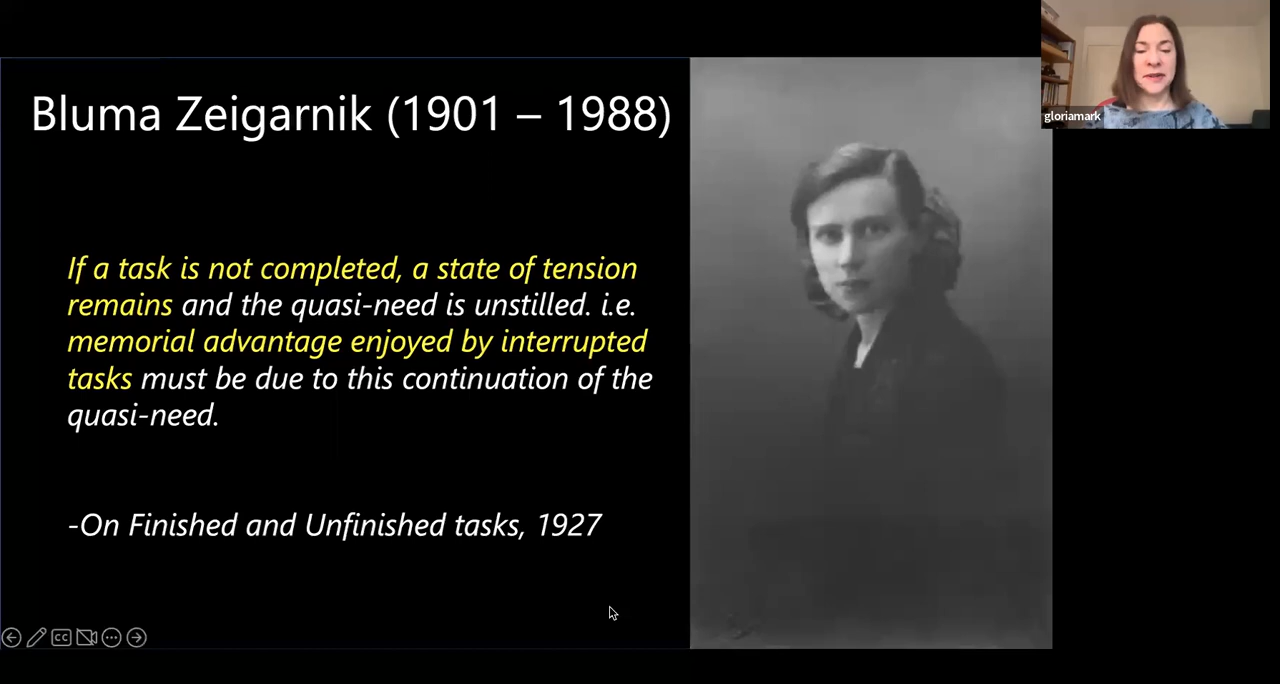 Bluma Zeigarnik (1901 – 1988)
gloriamark
If a task is not completed, a state of tension
remains and the quasi-need is unstilled. i.e.
memorial advantage enjoyed by interrupted
tasks must be due to this continuation of the
quasi-need.
-On Finished and Unfinished tasks, 1927
CC